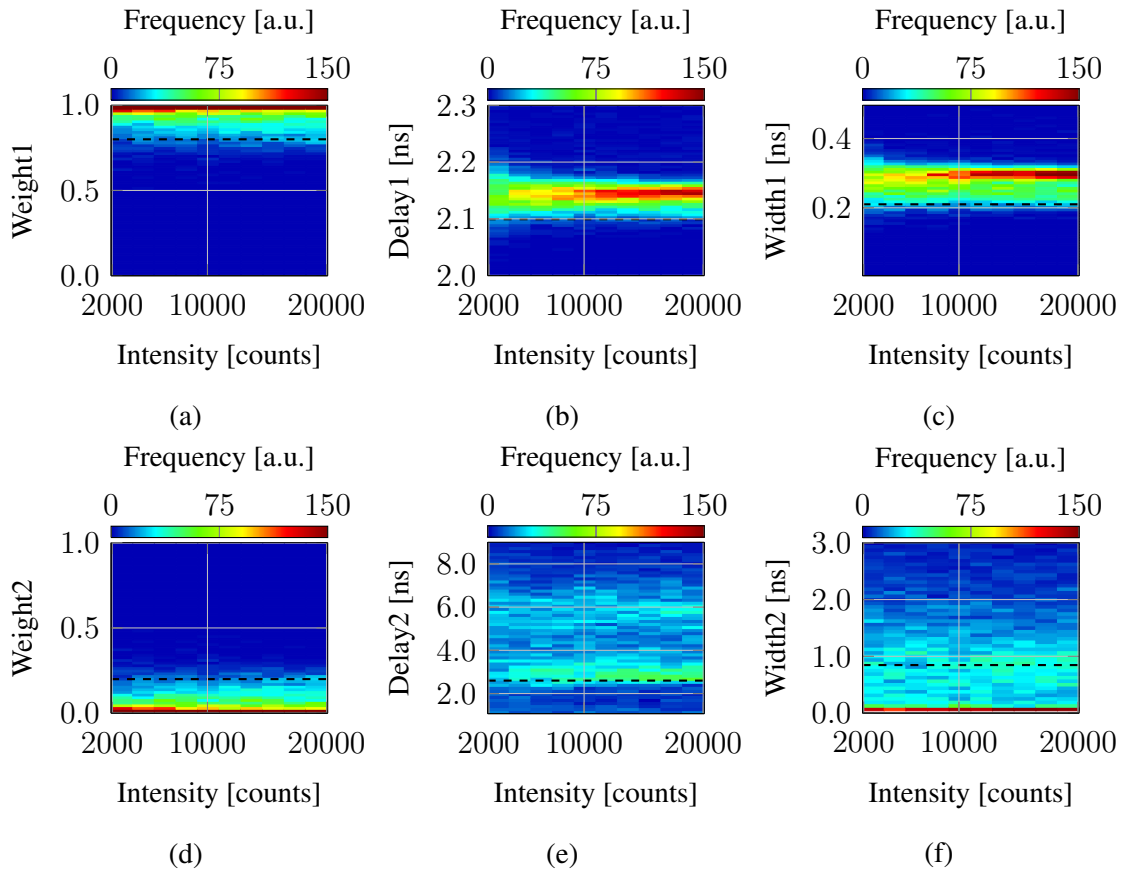 Frequency [a.u.] Frequency [a.u.] Frequency [a.u.]
0 75 150 0 75 150 0 75 150
Weight1
1.0
0.5
0.0
2000 10000 20000
Intensity [counts]
(a)
Delay1 [ns]
2.3
2.2
2.1
2.0
2000 10000 20000
Intensity [counts]
(b)
Width1 [ns]
0.4
0.2
2000 10000 20000
Intensity [counts]
(c)
Frequency [a.u.] Frequency [a.u.] Frequency [a.u.]
0 75 150 0 75 150 0 75 150
Weight2
1.0
0.5
0.0
2000 10000 20000
Intensity [counts]
(d)
Delay2 [ns]
8.0
6.0
4.0
2.0
2000 10000 20000
Intensity [counts]
(e)
Width2 [ns]
3.0
2.0
1.0
0.0
2000 10000 20000
Intensity [counts]
(f)